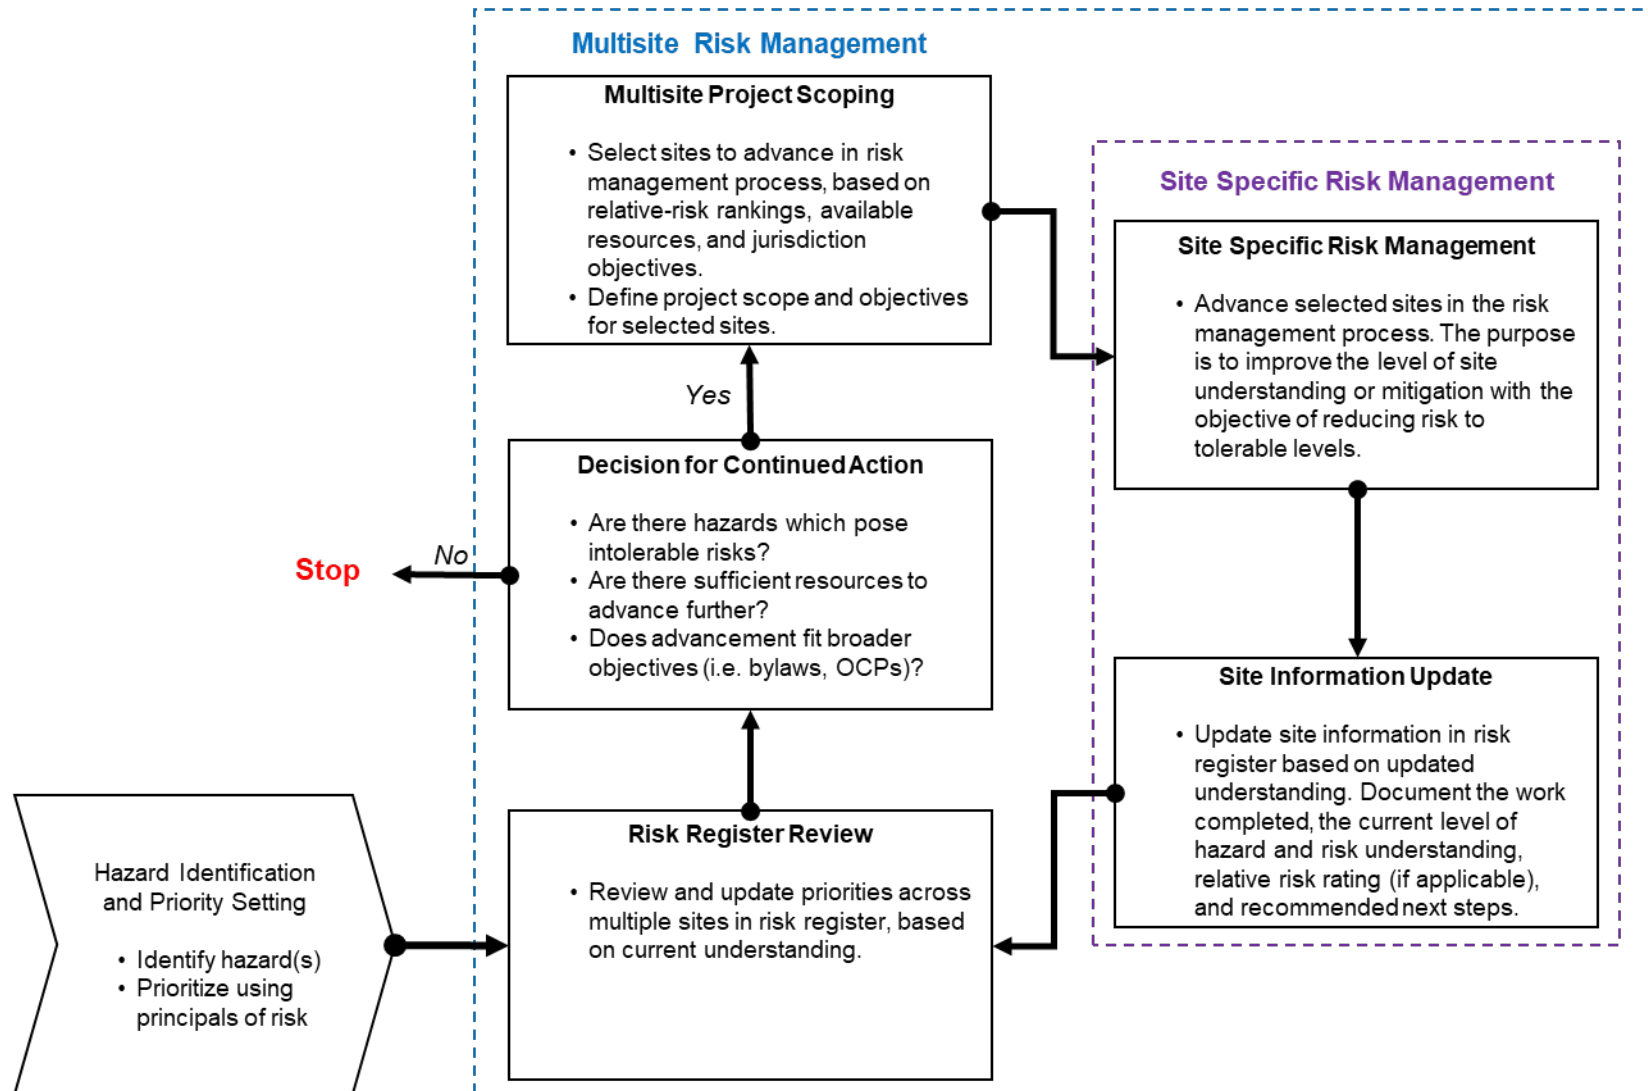 Multisite Risk Management
Multisite Project Scoping
• Select sites to advance in risk
management process, based on
relative-risk rankings, available
resources, and jurisdiction
objectives.
• Define project scope and objectives
for selected sites.
Site Specific Risk Management
Site Specific Risk Management
• Advance selected sites in the risk
management process. The purpose
is to improve the level of site
understanding or mitigation with the
objective of reducing risk to
tolerable levels.
Yes
Decision for Continued Action
• Are there hazards which pose
intolerable risks?
• Are there sufficient resources to
advance further?
• Does advancement fit broader
objectives (i.e. bylaws, OCPs)?
No
Stop
Site Information Update
• Update site information in risk
register based on updated
understanding. Document the work
completed, the current level of
hazard and risk understanding,
relative risk rating (if applicable),
and recommended next steps.
Risk Register Review
• Review and update priorities across
multiple sites in risk register, based
on current understanding.
Hazard Identification
and Priority Setting
• Identify hazard(s)
• Prioritize using
principals of risk